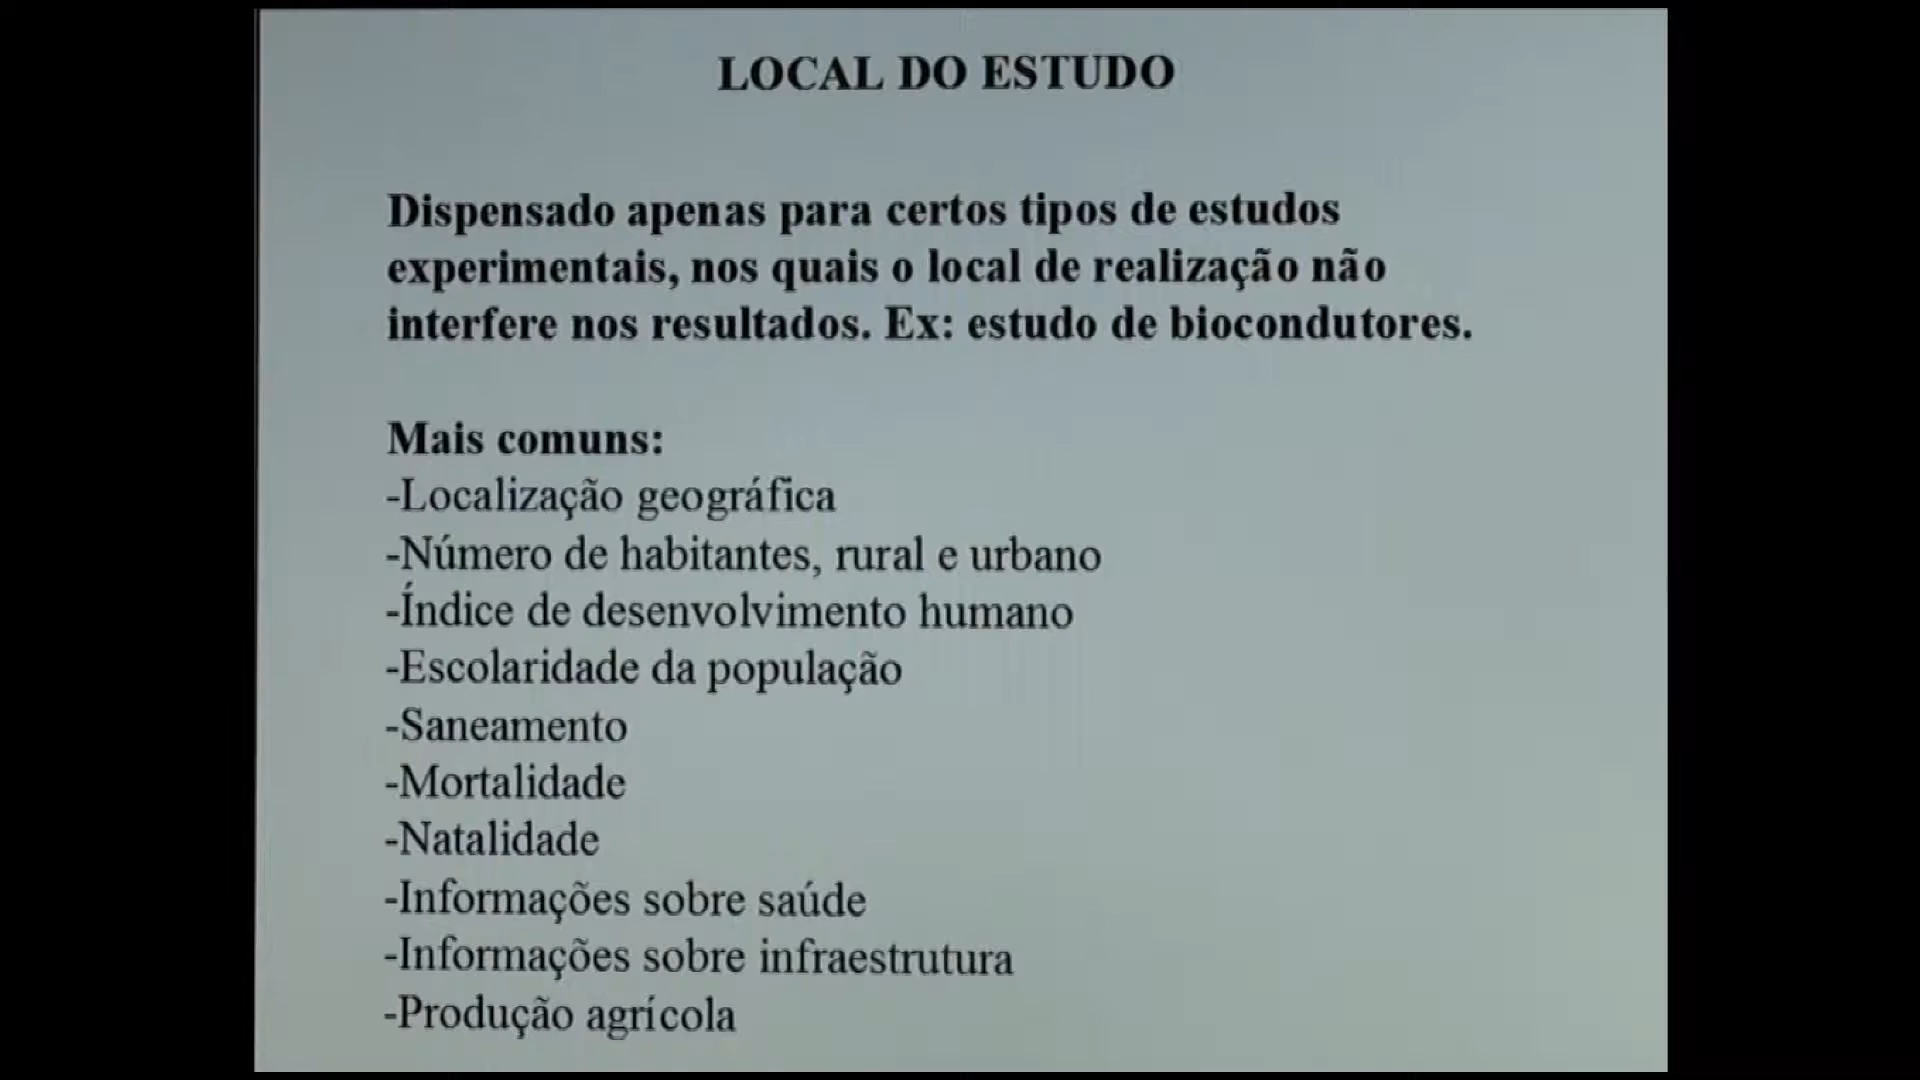 LOCAL DO ESTUDO
Dispensado apenas para certos tipos de estudos
experimentais, nos quais o local de realização não
interfere nos resultados. Ex: estudo de biocondutores.
Mais comuns:
-Localização geográfica
-Número de habitantes, rural e urbano
-Índice de desenvolvimento humano
-Escolaridade da população
-Saneamento
-Mortalidade
-Natalidade
-Informações sobre saúde
-Informações sobre infraestrutura
-Produção agrícola